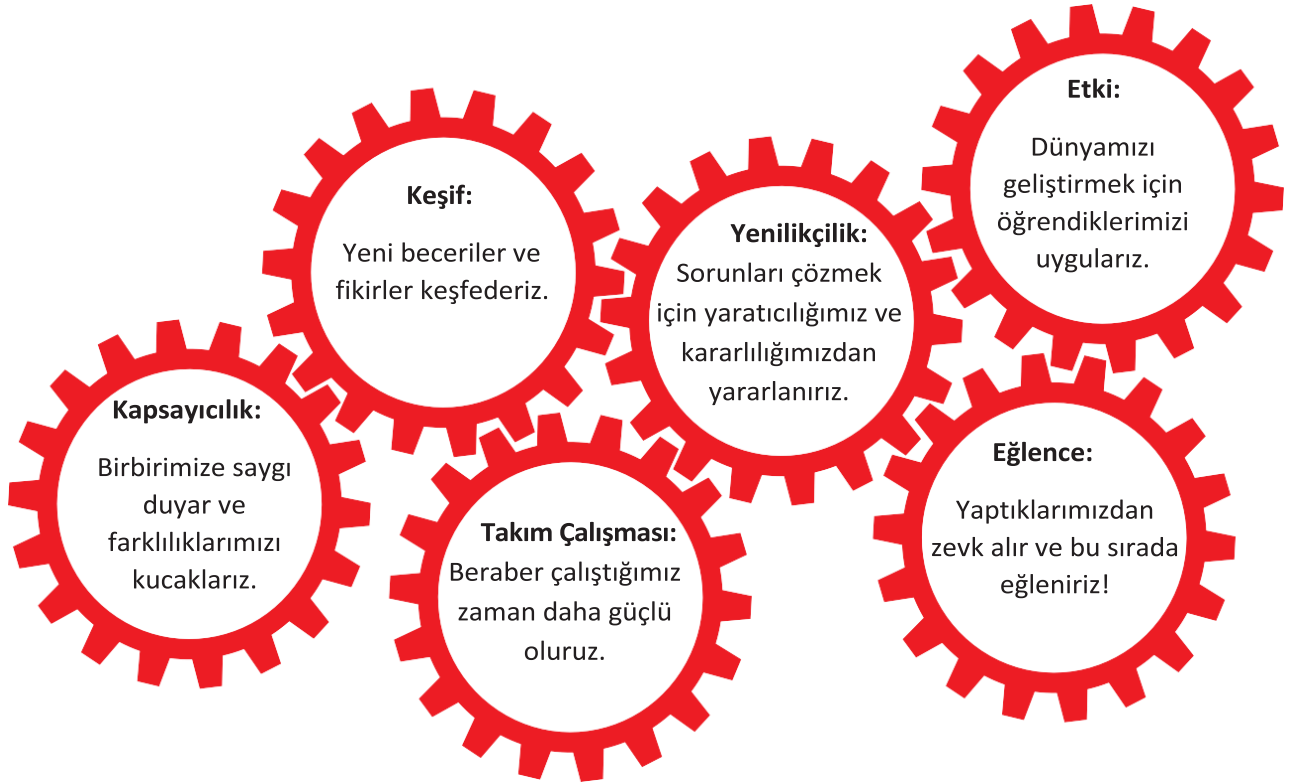 Keşif:
Yeni beceriler ve
fikirler keşfederiz.
Yenilikçilik:
Sorunları çözmek
için yaratıcılığımız ve
kararlılığımızdan
yararlanırız.
Etki:
Dünyamızı
geliştirmek için
öğrendiklerimizi
uygularız.
Kapsayıcılık:
Birbirimize saygı
duyar ve
farklılıklarımızı
kucaklarız.
Takım Çalışması:
Beraber çalıştığımız
zaman daha güçlü
oluruz.
Eğlence:
Yaptıklarımızdan
zevk alır ve bu sırada
eğleniriz!